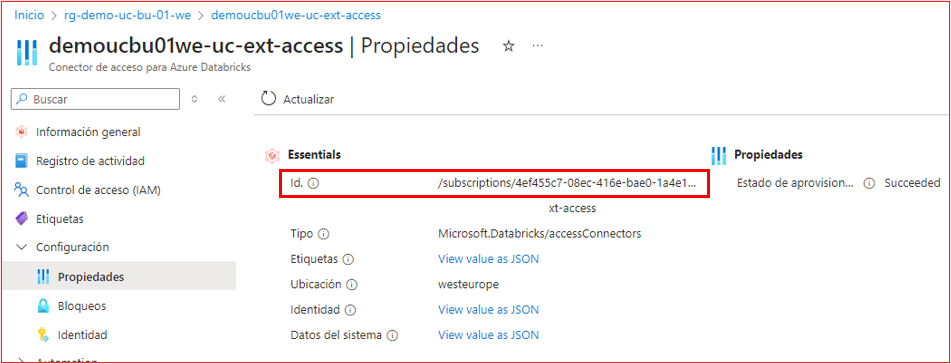 Inicio > rg-demo-uc-bu-01-we > demoucbu01we-uc-ext-access >
demoucbu01we-uc-ext-access | Propiedades ☆ ···
Conector de acceso para Azure Databricks
Buscar
Actualizar
Información general
Registro de actividad
Control de acceso (IAM)
Etiquetas
Configuración
Propiedades
Bloqueos
Identidad
Essentials
Id. /subscriptions/4ef455c7-08ec-416e-bae0-1a4e1...
xt-access
Tipo Microsoft.Databricks/accessConnectors
Etiquetas View value as JSON
Ubicación westeurope
Identidad View value as JSON
Datos del sistema View value as JSON
Propiedades
Estado de aprovision... Succeeded